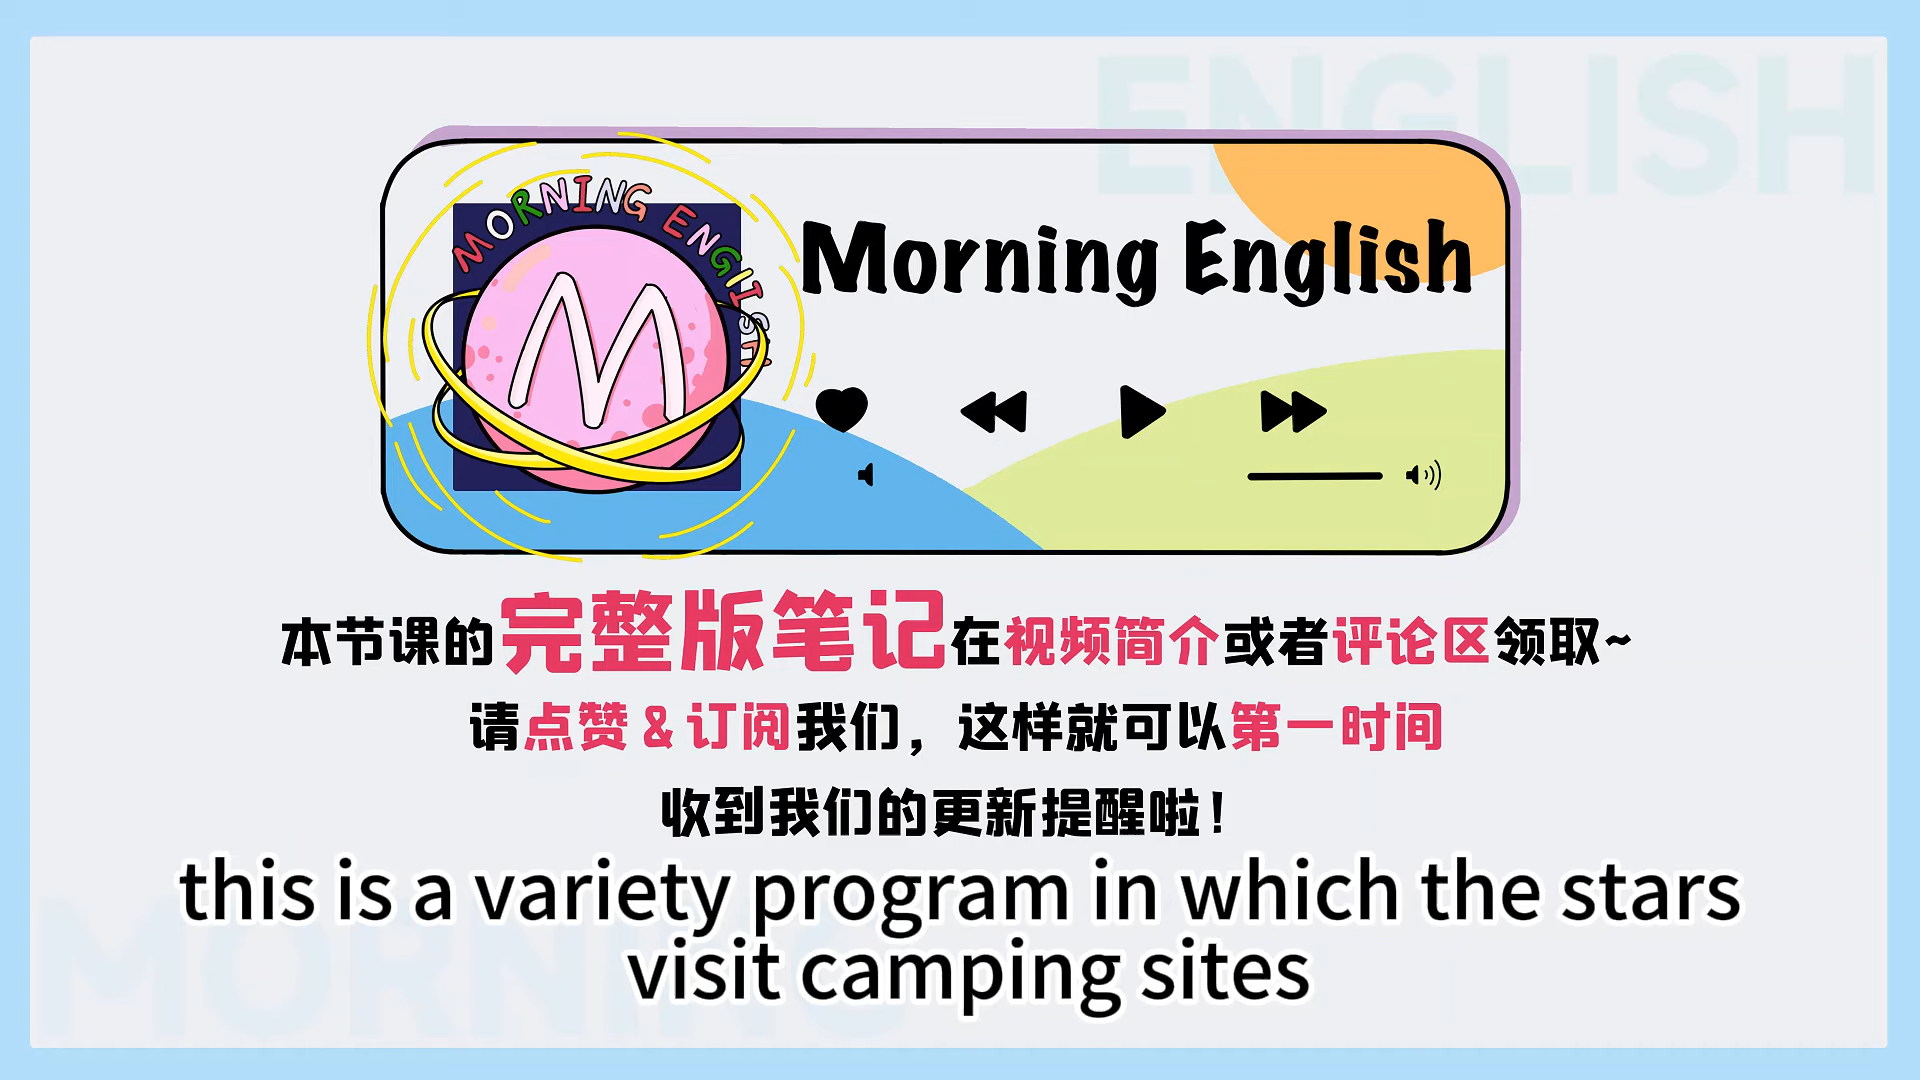 ENGLISH
MORNING ENGLISH
M
Morning English
本节课的完整版笔记在视频简介或者评论区领取~
请点赞&订阅我们，这样就可以第一时间
收到我们的更新提醒啦！
this is a variety program in which the stars
visit camping sites
MORNING